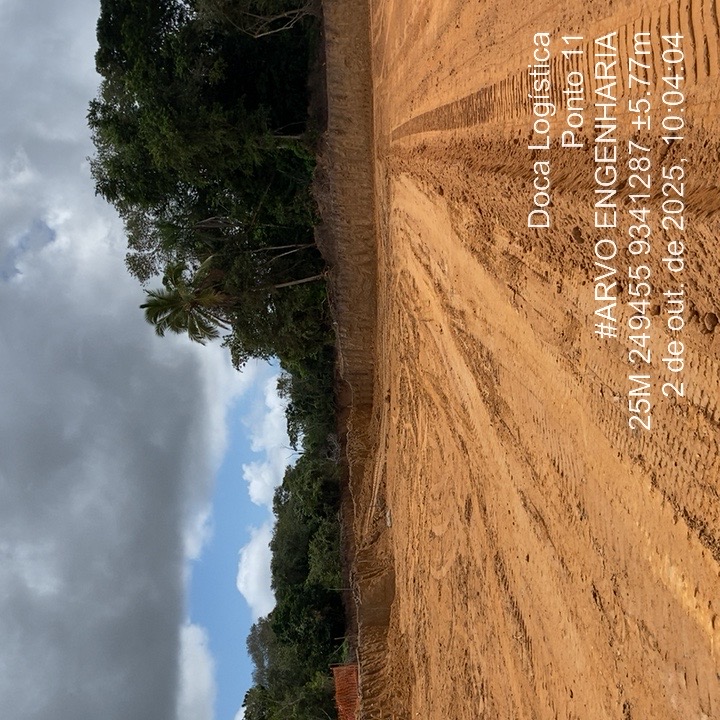 Doca Logística
Ponto 11
#ARVO ENGENHARIA
25M 249455 9341287 ±5.77m
2 de out. de 2025, 10:04:04